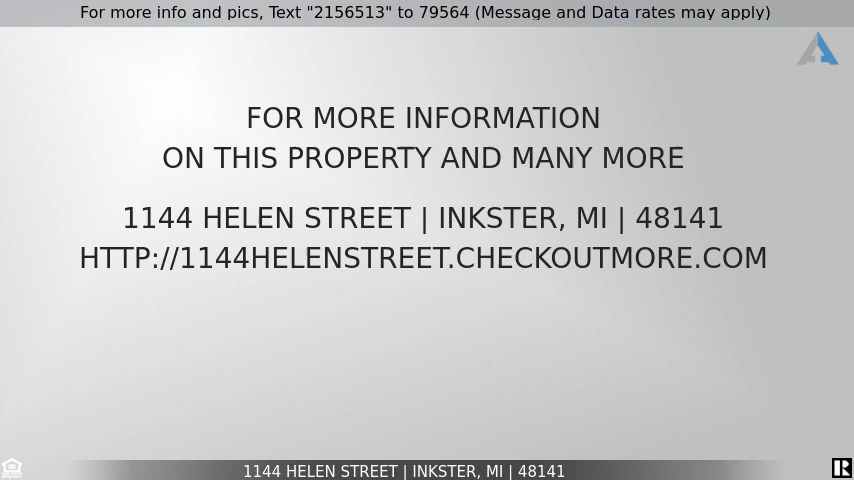 For more info and pics, Text "2156513" to 79564 (Message and Data rates may apply)
FOR MORE INFORMATION
ON THIS PROPERTY AND MANY MORE
1144 HELEN STREET | INKSTER, MI | 48141
HTTP://1144HELENSTREET.CHECKOUTMORE.COM
1144 HELEN STREET | INKSTER, MI | 48141